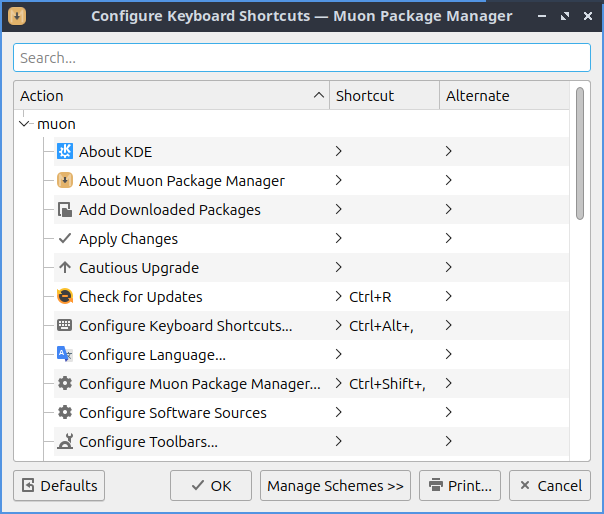 Configure Keyboard Shortcuts — Muon Package Manager
Search...
Action Shortcut Alternate
muon
About KDE
About Muon Package Manager
Add Downloaded Packages
Apply Changes
Cautious Upgrade
Check for Updates Ctrl+R
Configure Keyboard Shortcuts... Ctrl+Alt+,
Configure Language...
Configure Muon Package Manager... Ctrl+Shift+,
Configure Software Sources
Configure Toolbars...
Defaults OK Manage Schemes >> Print... Cancel